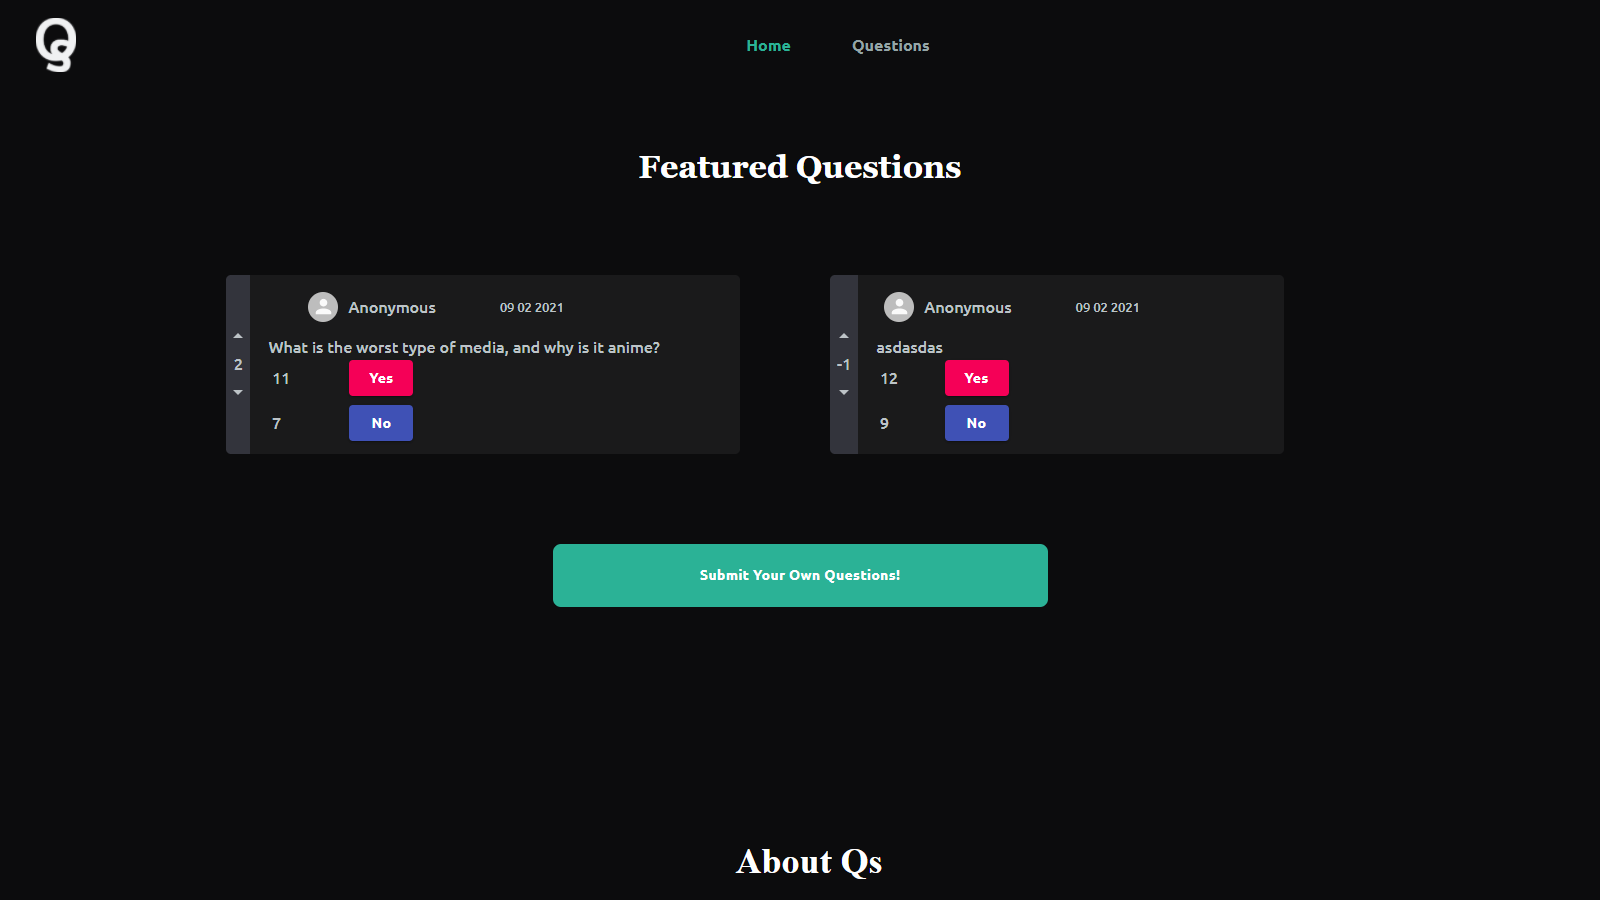 Qs
Home
Questions
Featured Questions
Anonymous
09 02 2021
2
What is the worst type of media, and why is it anime?
11
Yes
7
No
Anonymous
09 02 2021
-1
asdasdas
12
Yes
9
No
Submit Your Own Questions!
About Qs